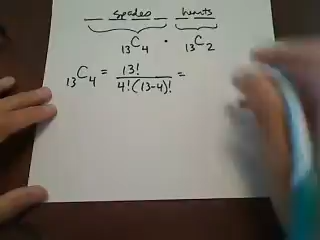 spades hearts
₁₃C₄ · ₁₃C₂
₁₃C₄ = 13! / 4!(13-4)! =